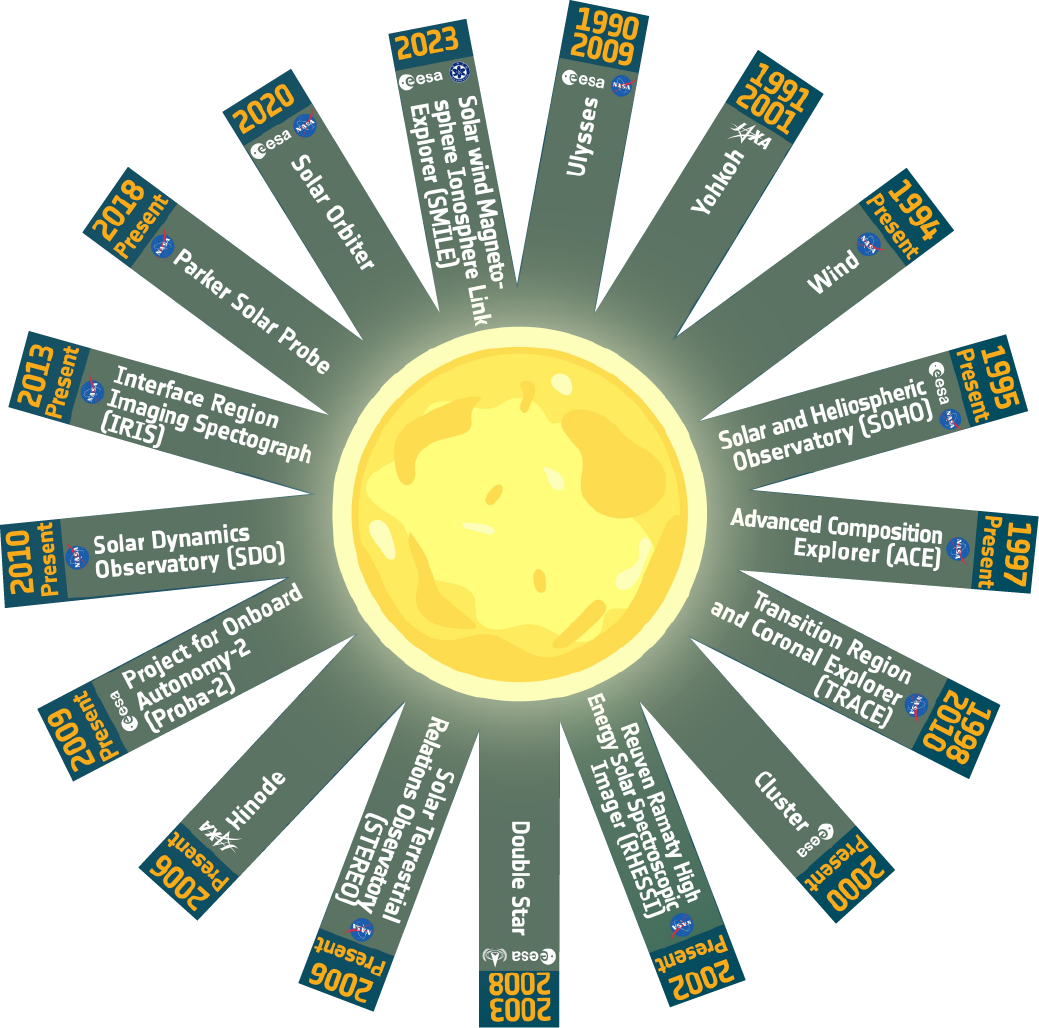 1990
2009
esa
NASA
Ulysses
1991
2001
JAXA
Yohkoh
1994
Present
NASA
Wind
1995
Present
esa
NASA
Solar and Heliospheric
Observatory (SOHO)
1997
Present
NASA
Advanced Composition
Explorer (ACE)
1998
2010
NASA
Transition Region
and Coronal Explorer
(TRACE)
2000
Present
esa
Cluster
2002
Present
NASA
Reuven Ramaty High
Energy Solar Spectroscopic
Imager (RHESSI)
2003
2008
esa
Double Star
2006
Present
NASA
Solar Terrestrial
Relations Observatory
(STEREO)
2006
Present
JAXA
Hinode
2009
Present
esa
Project for Onboard
Autonomy-2
(Proba-2)
2010
Present
NASA
Solar Dynamics
Observatory (SDO)
2013
Present
NASA
Interface Region
Imaging Spectograph
(IRIS)
2018
Present
NASA
Parker Solar Probe
2020
esa
NASA
Solar Orbiter
2023
esa
Solar wind Magneto-
sphere Ionosphere Link
Explorer (SMILE)